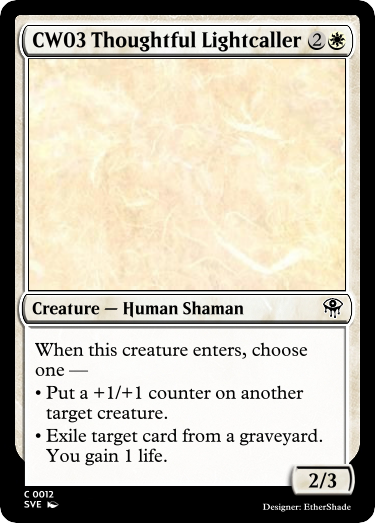 CW03 Thoughtful Lightcaller 2
Creature — Human Shaman
When this creature enters, choose
one —
• Put a +1/+1 counter on another
target creature.
• Exile target card from a graveyard.
You gain 1 life.
2/3
C 0012
SVE
Designer: EtherShade